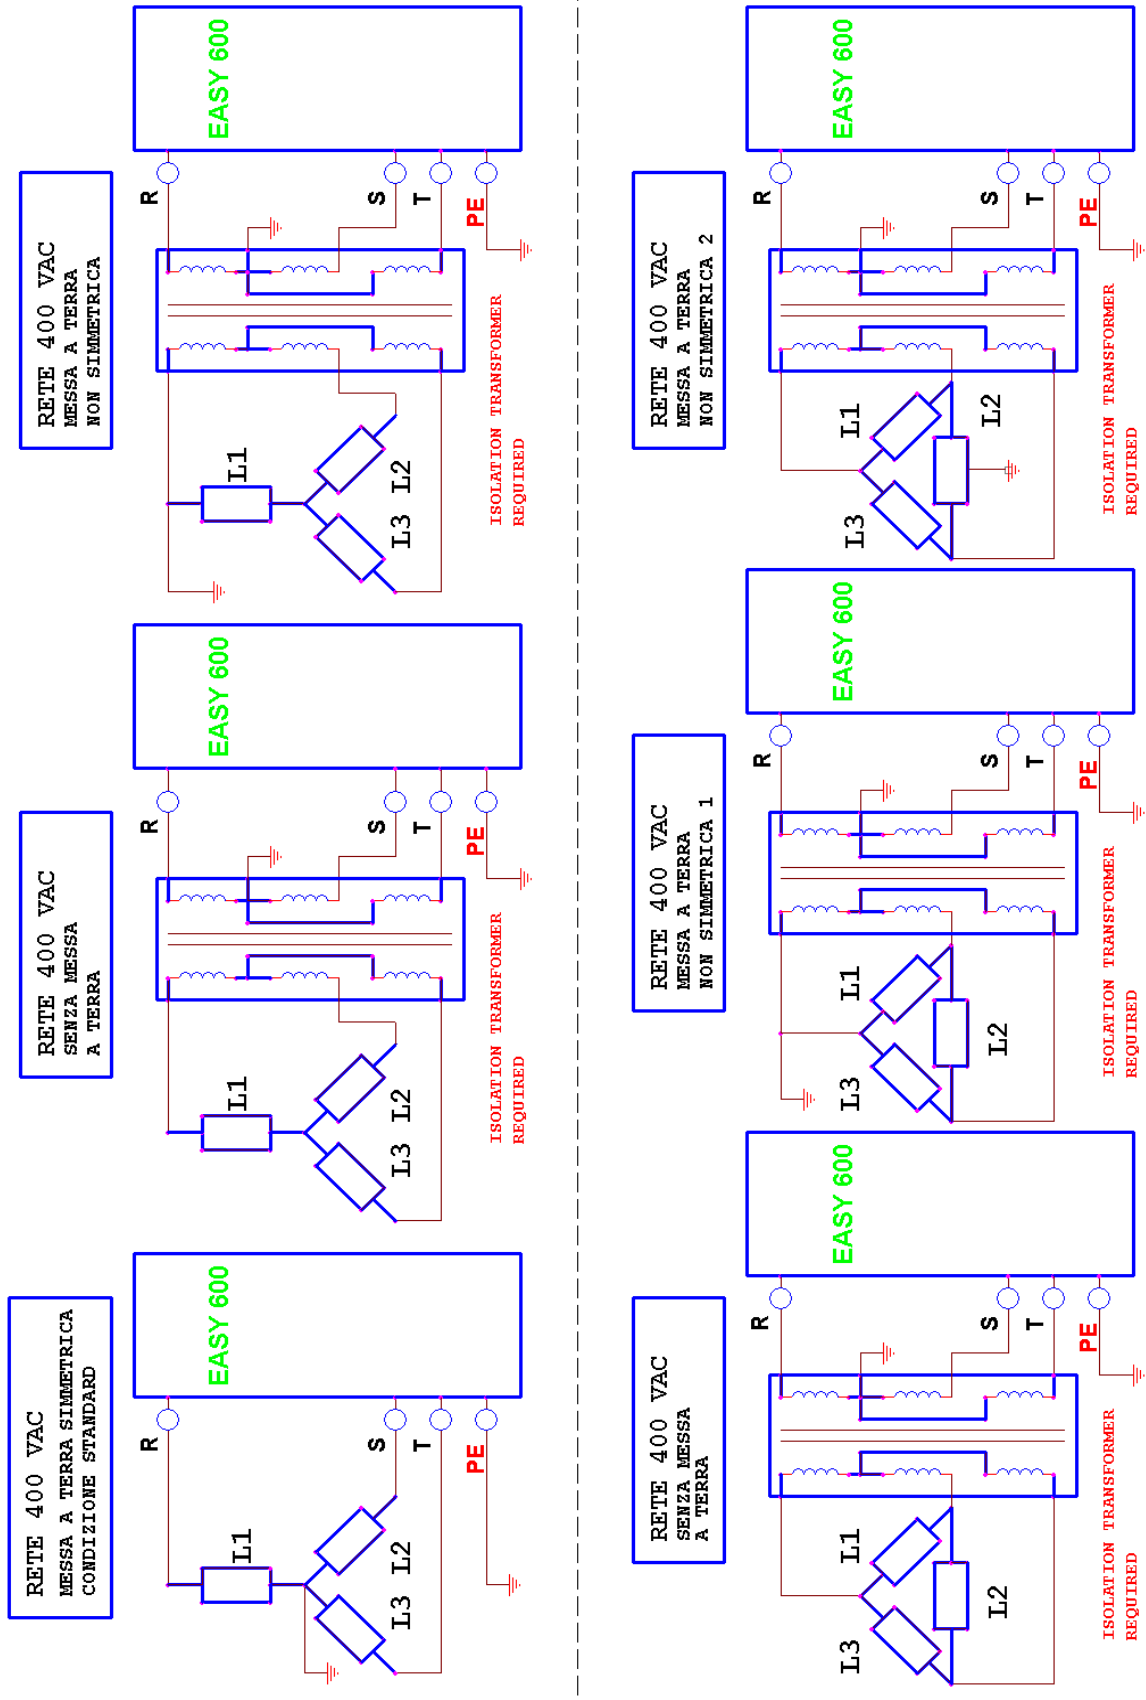 RETE 400 VAC
MESSA A TERRA SIMMETRICA
CONDIZIONE STANDARD
EASY 600
R
S
T
PE
L1
L2
L3
RETE 400 VAC
SENZA MESSA
A TERRA
EASY 600
R
S
T
PE
L1
L2
L3
ISOLATION TRANSFORMER
REQUIRED
RETE 400 VAC
MESSA A TERRA
NON SIMMETRICA
EASY 600
R
S
T
PE
L1
L2
L3
ISOLATION TRANSFORMER
REQUIRED
RETE 400 VAC
SENZA MESSA
A TERRA
EASY 600
R
S
T
PE
L1
L3
L2
ISOLATION TRANSFORMER
REQUIRED
RETE 400 VAC
MESSA A TERRA
NON SIMMETRICA 1
EASY 600
R
S
T
PE
L1
L3
L2
ISOLATION TRANSFORMER
REQUIRED
RETE 400 VAC
MESSA A TERRA
NON SIMMETRICA 2
EASY 600
R
S
T
PE
L1
L3
L2
ISOLATION TRANSFORMER
REQUIRED